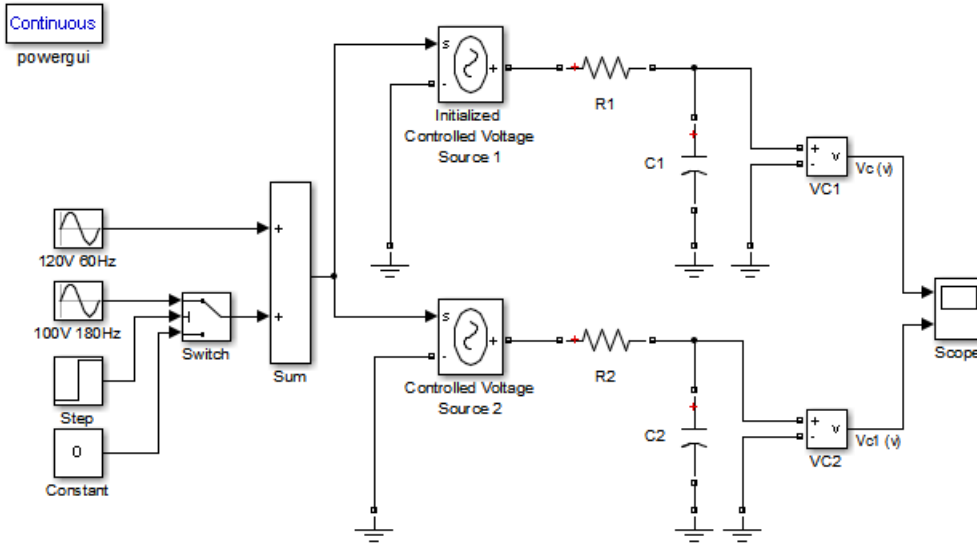 Continuous
powergui
s
-
+
Initialized
Controlled Voltage
Source 1
+
R1
+
C1
+
-
v
VC1
Vc (v)
120V 60Hz
100V 180Hz
Switch
Step
0
Constant
+
+
Sum
s
-
+
Controlled Voltage
Source 2
+
R2
+
C2
+
-
v
VC2
Vc1 (v)
Scope